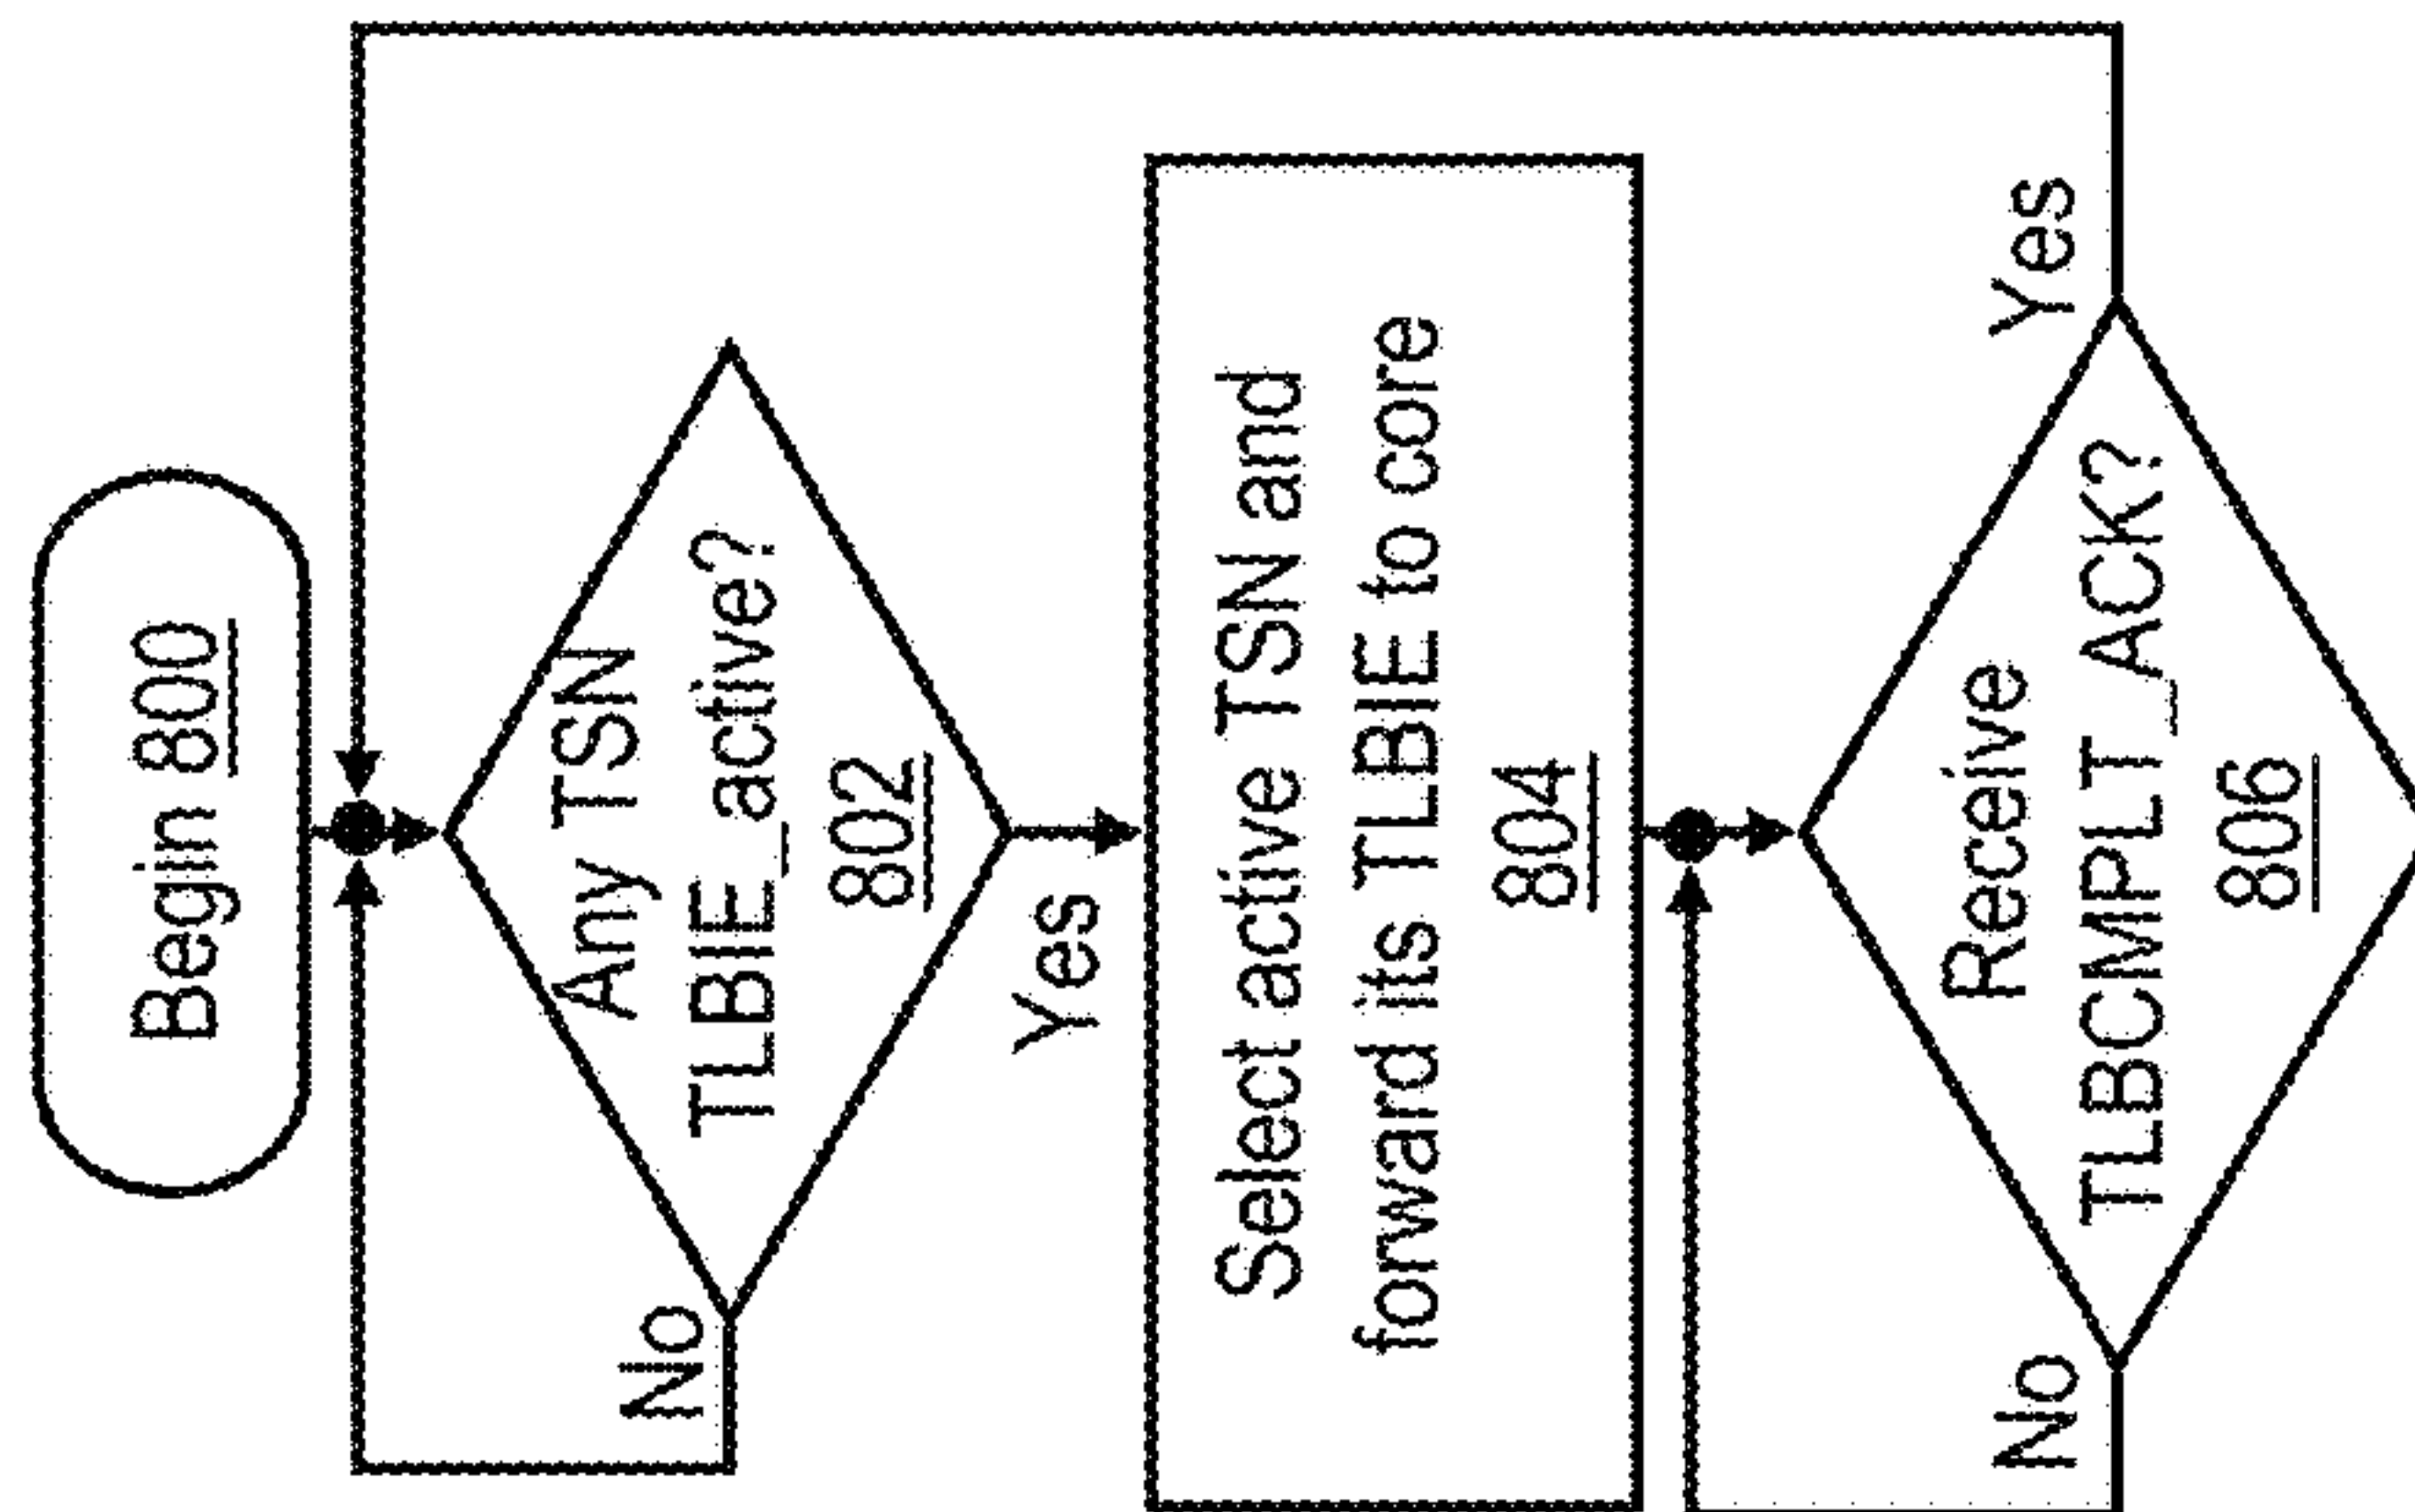 Begin 800
Any TSN
TLBIE_active?
802
No
Yes
Select active TSN and
forward its TLBIE to core
804
Receive
TLBCMPLT_ACK?
806
No
Yes